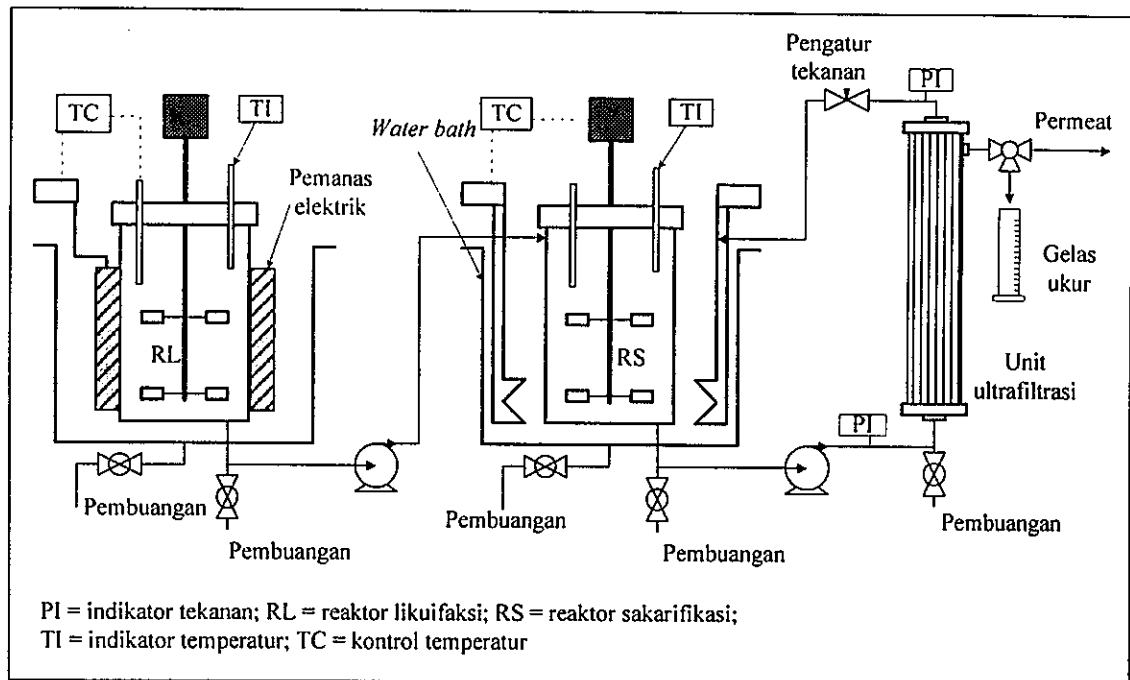 Pengatur
tekanan
PI
TC
TI
Water bath
TC
TI
Permeat
Pemanas
elektrik
Gelas
ukur
RL
RS
Unit
ultrafiltrasi
PI
Pembuangan
Pembuangan
Pembuangan
Pembuangan
Pembuangan
PI = indikator tekanan; RL = reaktor likuifaksi; RS = reaktor sakarifikasi;
TI = indikator temperatur; TC = kontrol temperatur